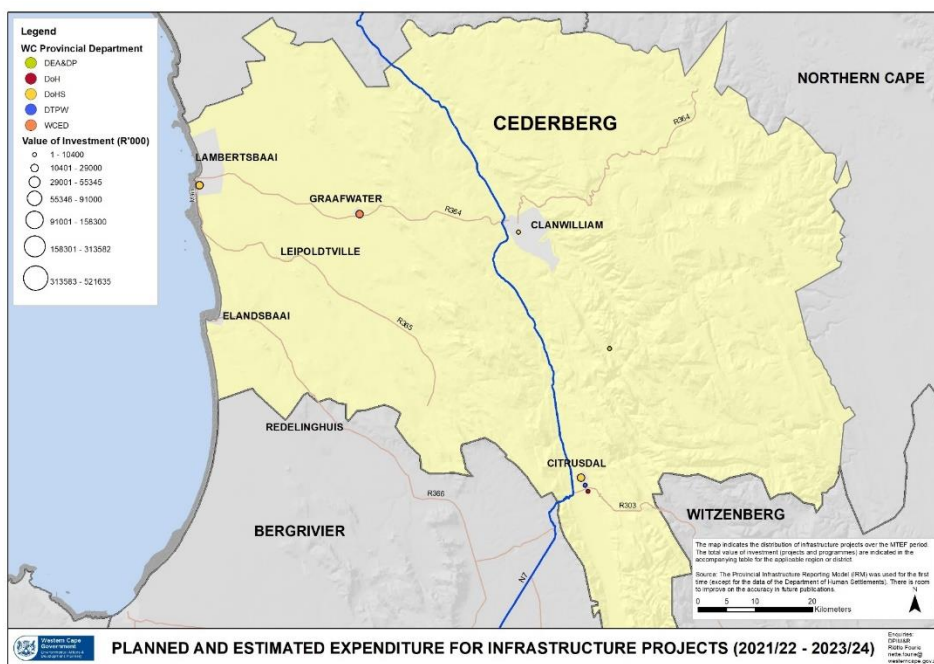 Legend
WC Provincial Department
DEA&DP
DoH
DoHS
DTPW
WCED
Value of Investment (R'000)
1 - 10400
10401 - 29000
29001 - 55345
55346 - 91000
91001 - 158300
158301 - 313582
313583 - 521635
NORTHERN CAPE
CEDERBERG
R364
LAMBERTSBAAI
GRAAFWATER
R364
CLANWILLIAM
LEIPOLDTVILLE
ELANDSBAAI
R365
REDELINGHUIS
CITRUSDAL
R366
R303
WITZENBERG
BERGRIVIER
N7
The map indicates the distribution of infrastructure projects over the MTEF period.
The total value of investment (projects and programmes) are indicated in the
accompanying table for the applicable region or district.
Source: The Provincial Infrastructure Reporting Model (IRM) was used for the first
time (except for the data of the Department of Human Settlements). There is room
to improve on the accuracy in future publications.
N
0 5 10 20
Kilometers
Western Cape
Government
PLANNED AND ESTIMATED EXPENDITURE FOR INFRASTRUCTURE PROJECTS (2021/22 - 2023/24)
Enquiries: